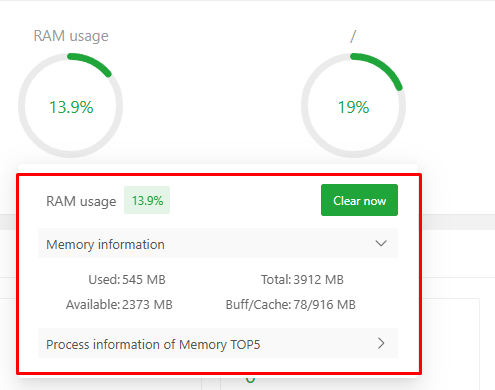 RAM usage
/
13.9%
19%
RAM usage 13.9% Clear now
Memory information
Used: 545 MB Total: 3912 MB
Available: 2373 MB Buff/Cache: 78/916 MB
Process information of Memory TOP5